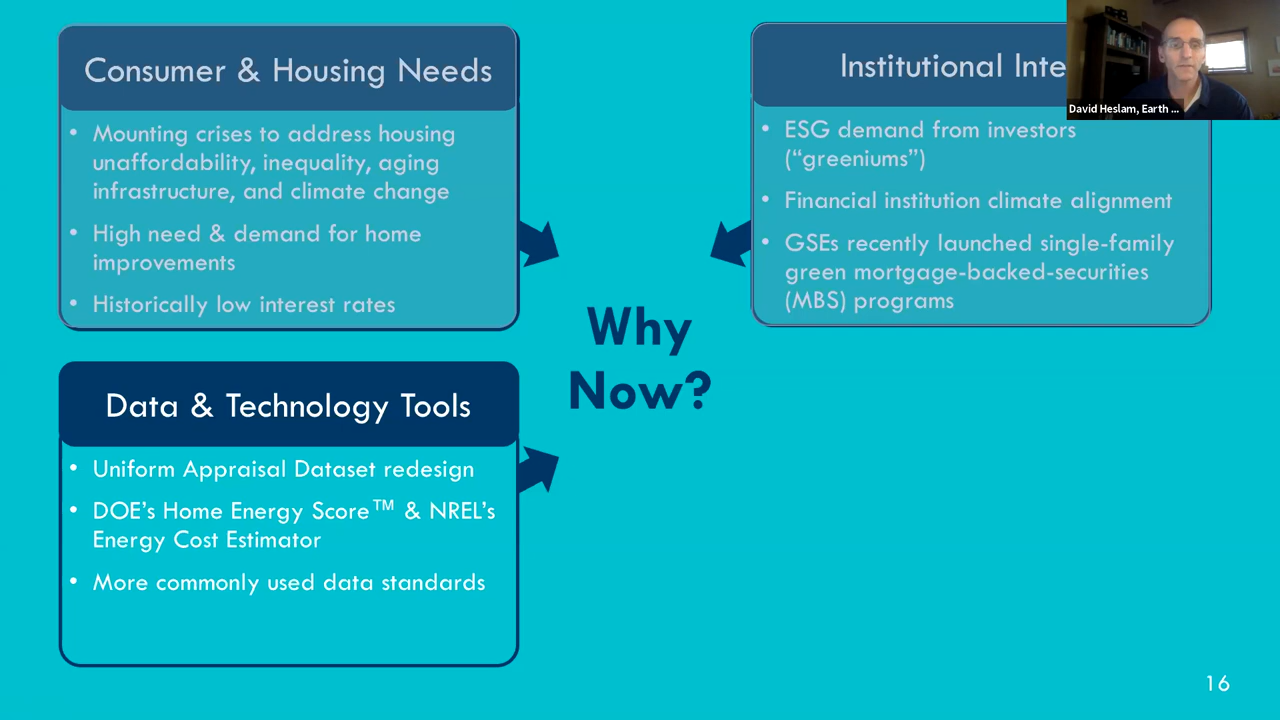 Consumer & Housing Needs
• Mounting crises to address housing
unaffordability, inequality, aging
infrastructure, and climate change
• High need & demand for home
improvements
• Historically low interest rates
Institutional Inte
• ESG demand from investors
(“greeniums”)
• Financial institution climate alignment
• GSEs recently launched single-family
green mortgage-backed-securities
(MBS) programs
David Heslam, Earth ...
Why
Now?
Data & Technology Tools
• Uniform Appraisal Dataset redesign
• DOE’s Home Energy Score™ & NREL’s
Energy Cost Estimator
• More commonly used data standards
16